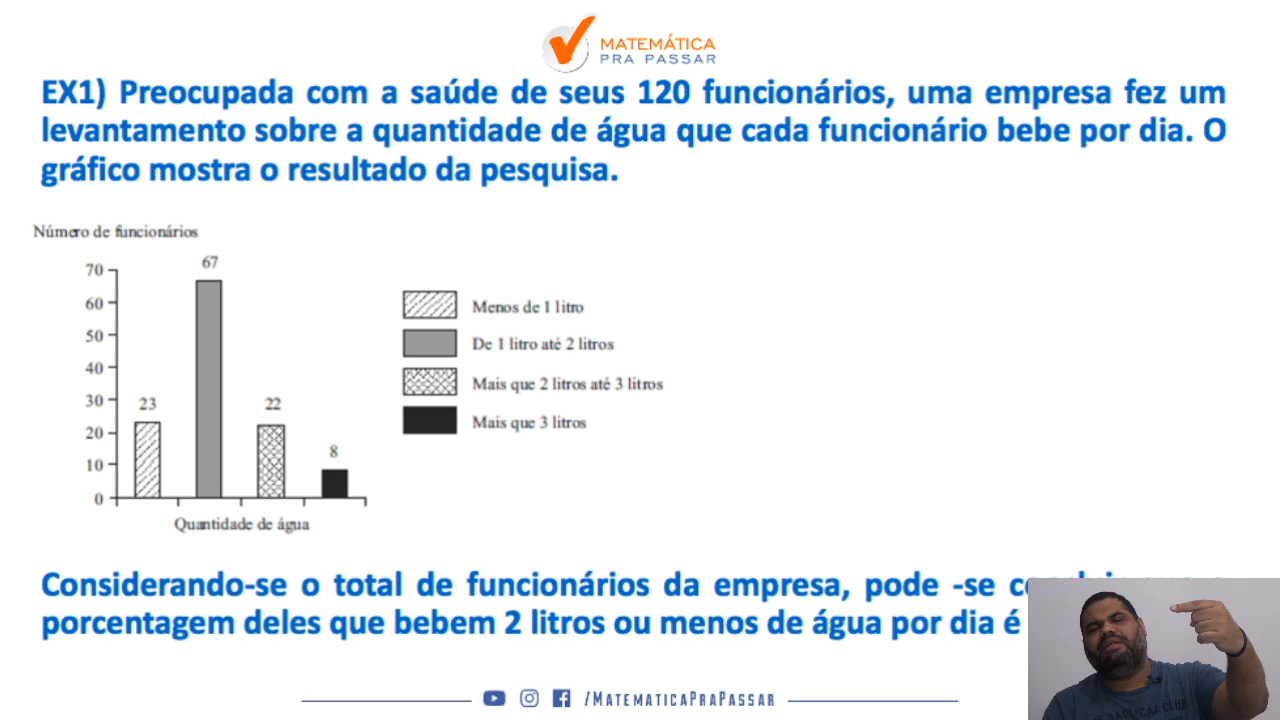 MATEMÁTICA
PRA PASSAR
EX1) Preocupada com a saúde de seus 120 funcionários, uma empresa fez um
levantamento sobre a quantidade de água que cada funcionário bebe por dia. O
gráfico mostra o resultado da pesquisa.
Número de funcionários
70
60
50
40
30
20
10
0
23
67
22
8
Quantidade de água
Menos de 1 litro
De 1 litro até 2 litros
Mais que 2 litros até 3 litros
Mais que 3 litros
Considerando-se o total de funcionários da empresa, pode -se
porcentagem deles que bebem 2 litros ou menos de água por dia é
/MATEMATICAPRAPASSAR